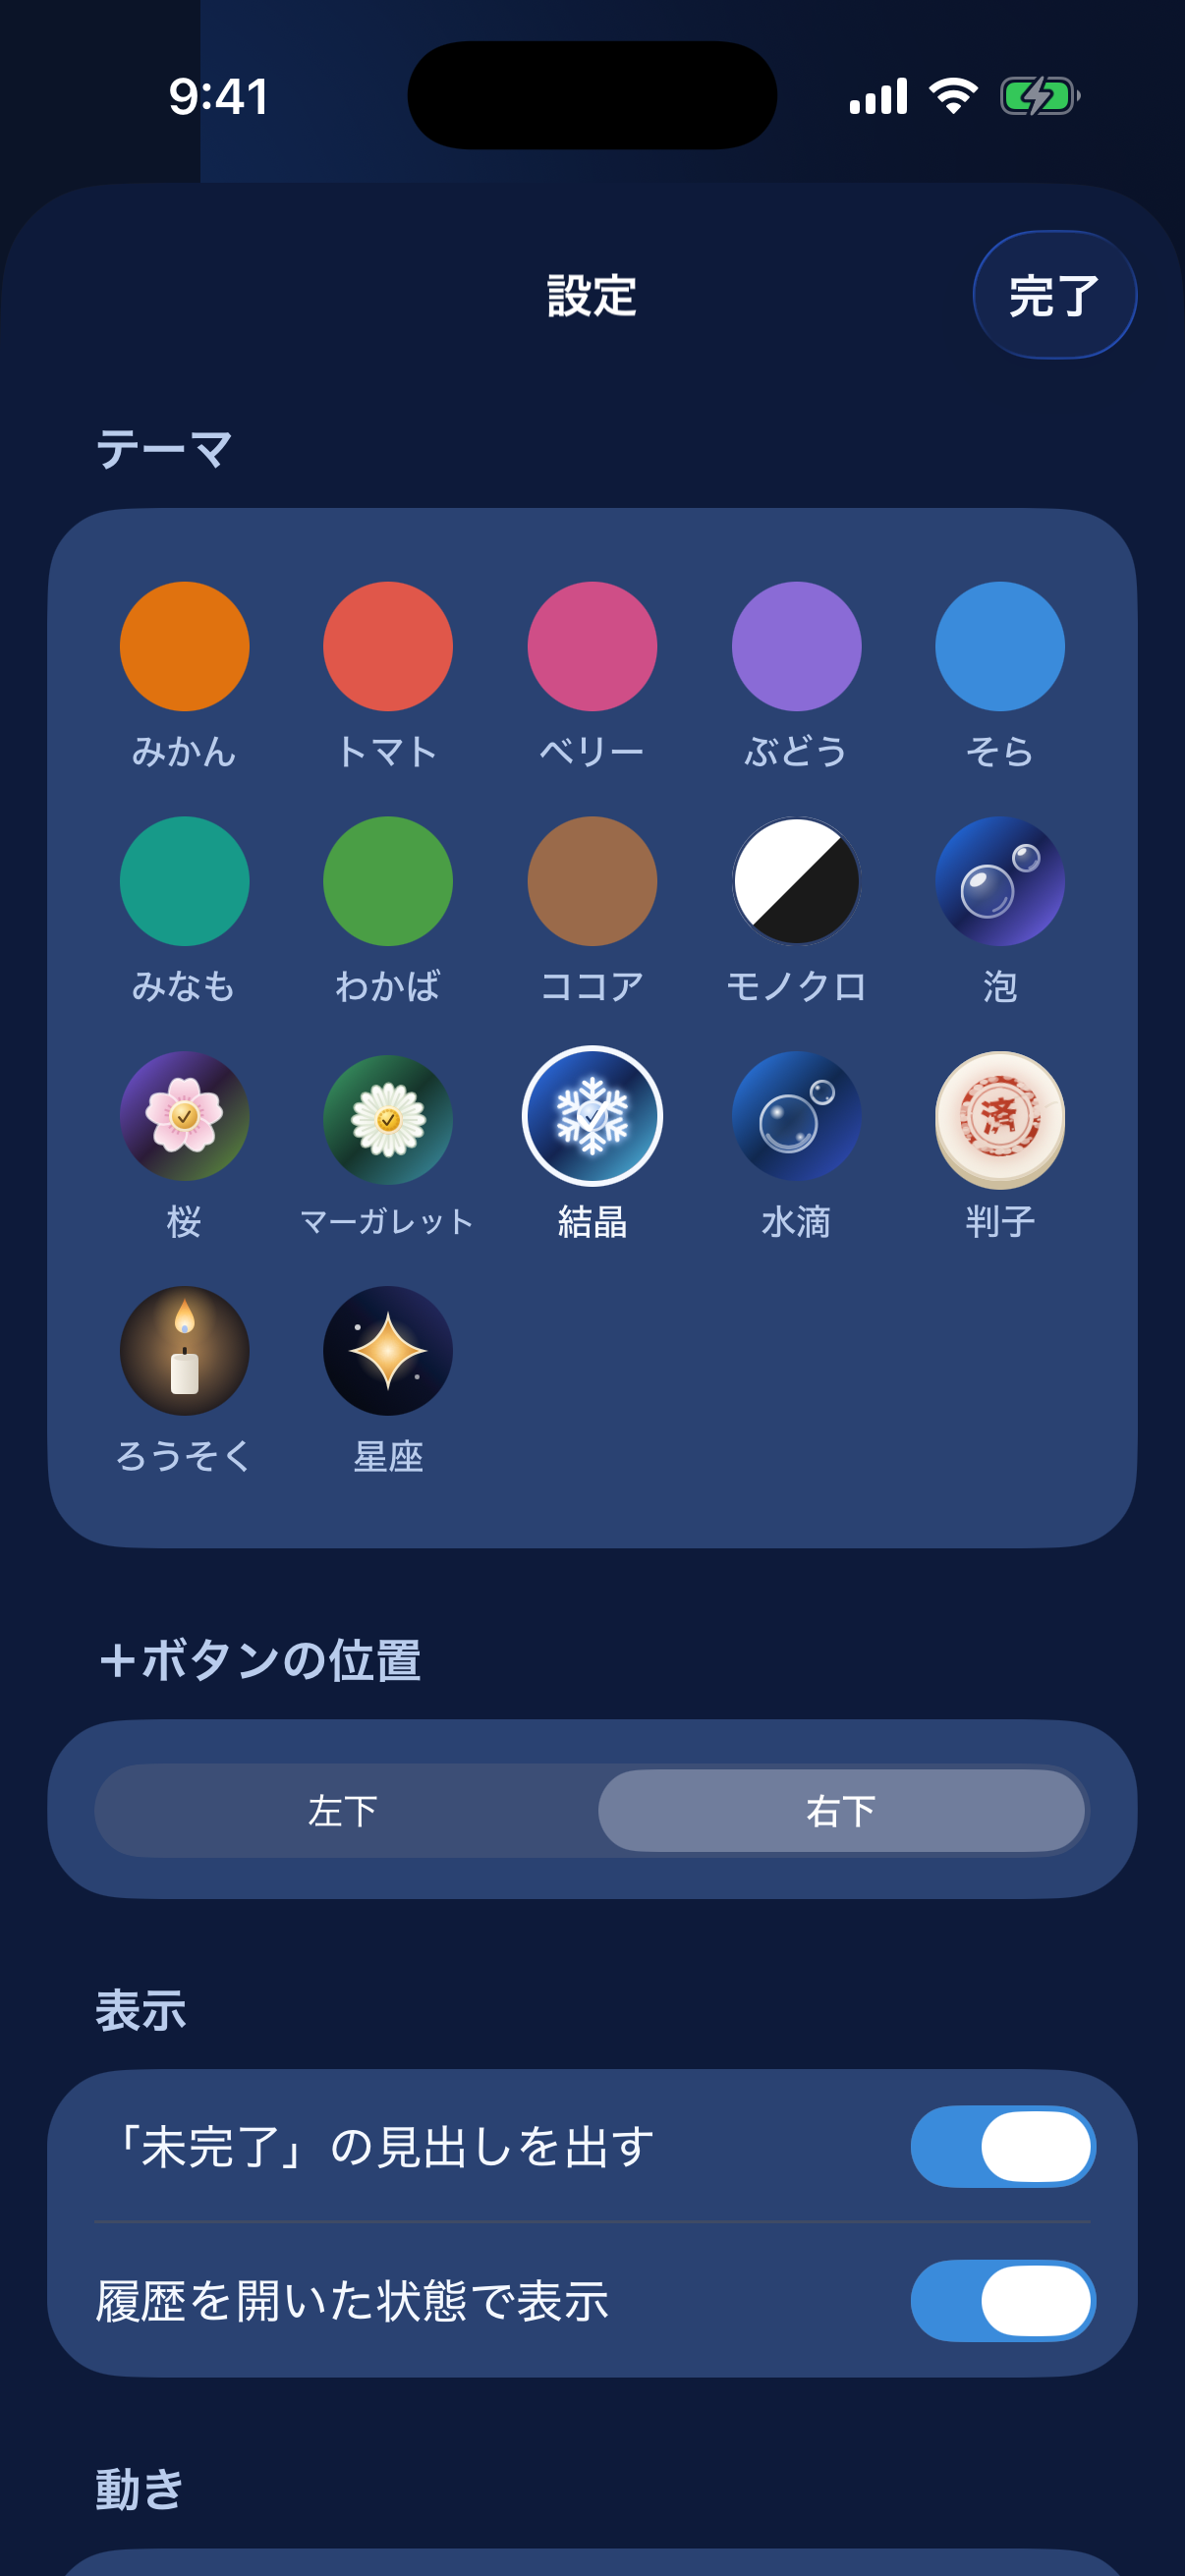 9:41
設定
完了
テーマ
みかん
トマト
ベリー
ぶどう
そら
みなも
わかば
ココア
モノクロ
泡
済
桜
マーガレット
結晶
水滴
判子
ろうそく
星座
＋ボタンの位置
左下
右下
表示
「未完了」の見出しを出す
履歴を開いた状態で表示
動き